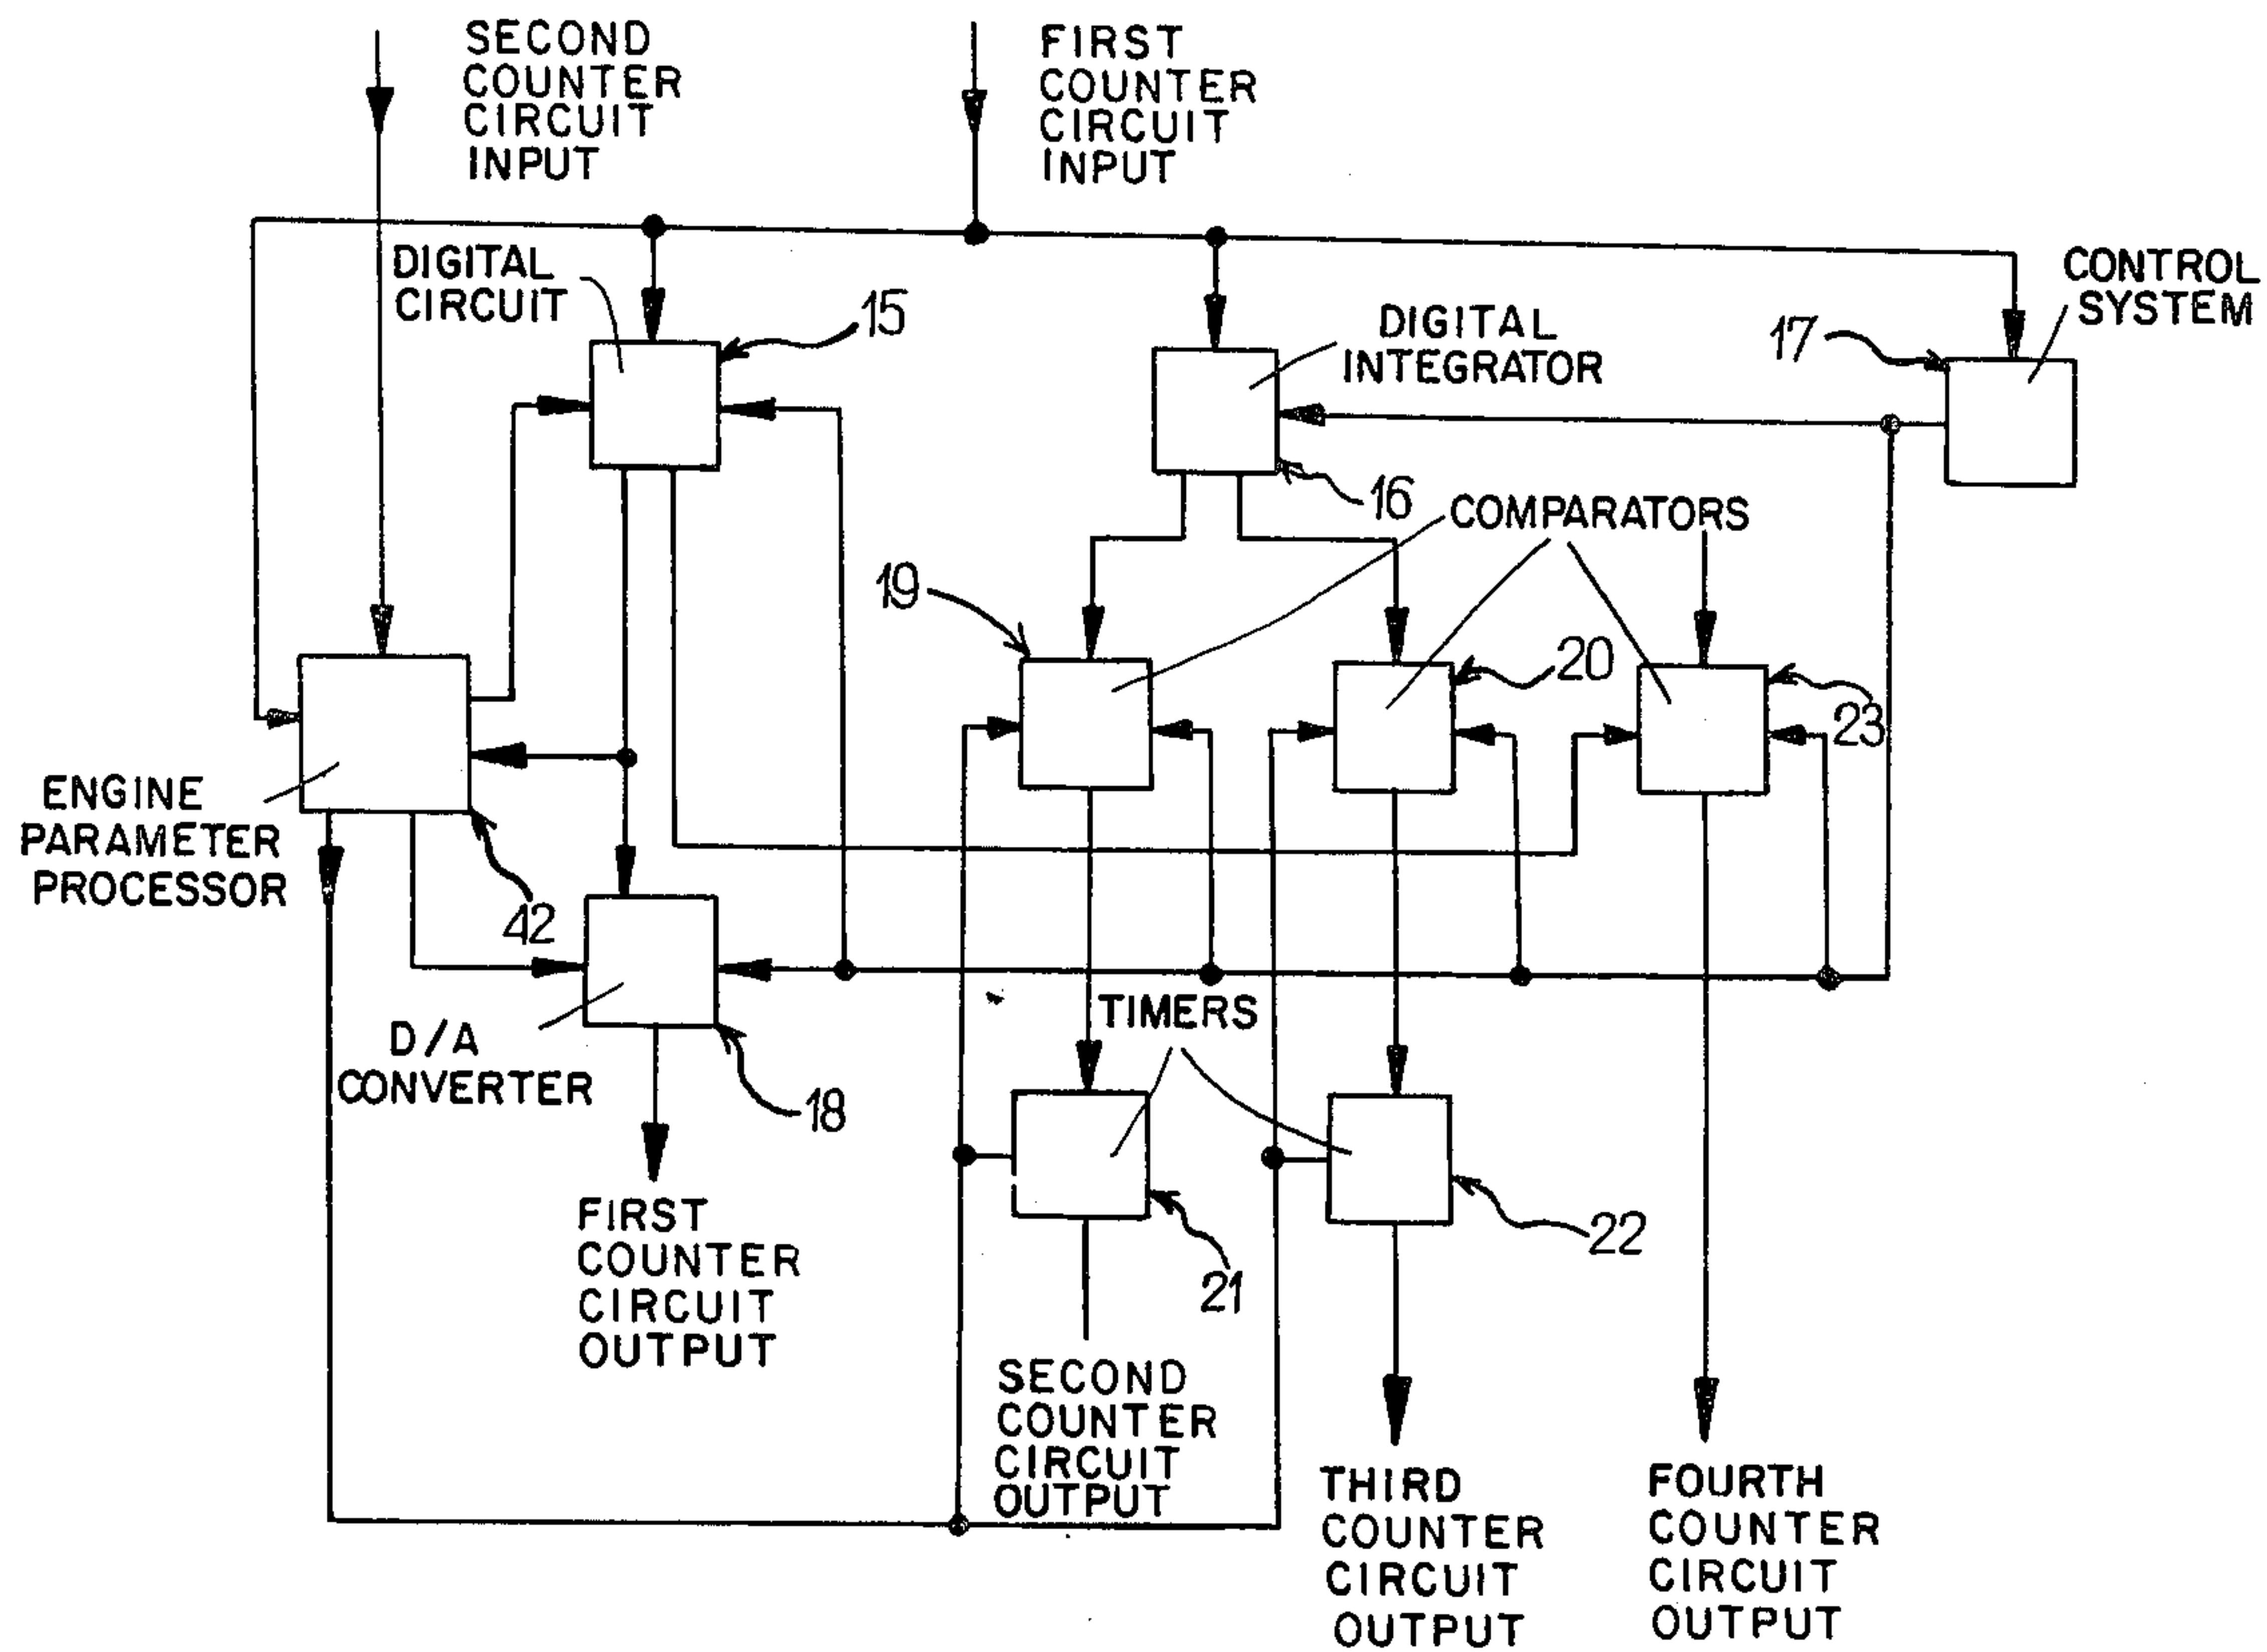 SECOND
COUNTER
CIRCUIT
INPUT
FIRST
COUNTER
CIRCUIT
INPUT
DIGITAL
CIRCUIT
15
DIGITAL
INTEGRATOR
17
CONTROL
SYSTEM
16
COMPARATORS
19
20
23
ENGINE
PARAMETER
PROCESSOR
42
D/A
CONVERTER
18
TIMERS
21
22
FIRST
COUNTER
CIRCUIT
OUTPUT
SECOND
COUNTER
CIRCUIT
OUTPUT
THIRD
COUNTER
CIRCUIT
OUTPUT
FOURTH
COUNTER
CIRCUIT
OUTPUT